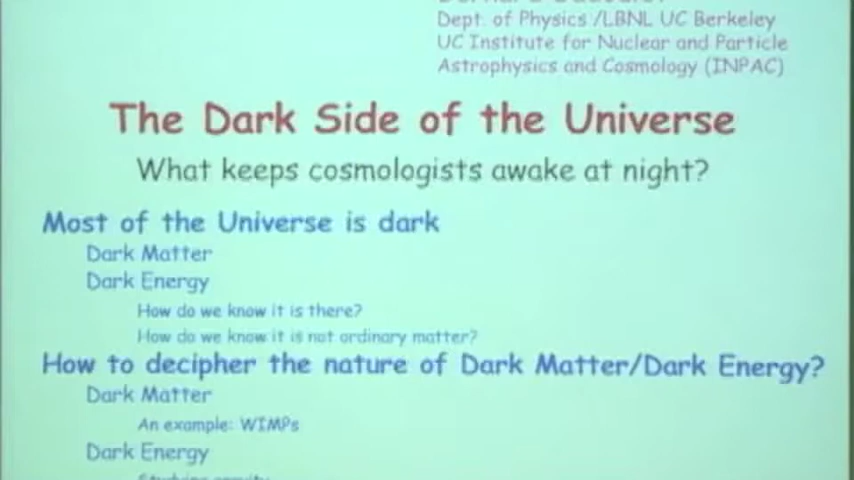 Dept. of Physics /LBNL UC Berkeley
UC Institute for Nuclear and Particle
Astrophysics and Cosmology (INPAC)
The Dark Side of the Universe
What keeps cosmologists awake at night?
Most of the Universe is dark
Dark Matter
Dark Energy
How do we know it is there?
How do we know it is not ordinary matter?
How to decipher the nature of Dark Matter/Dark Energy?
Dark Matter
An example: WIMPs
Dark Energy